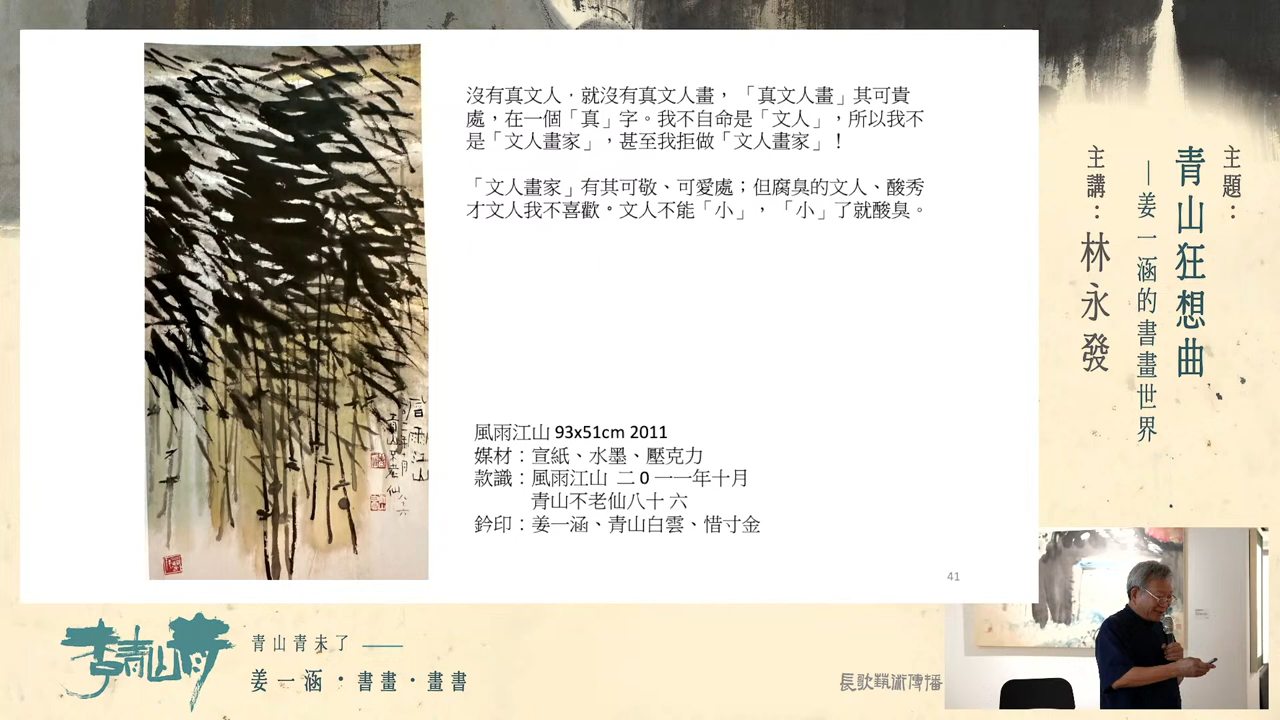 沒有真文人，就沒有真文人畫，「真文人畫」其可貴
處，在一個「真」字。我不自命是「文人」，所以我不
是「文人畫家」，甚至我拒做「文人畫家」！
「文人畫家」有其可敬、可愛處；但腐臭的文人、酸秀
才文人我不喜歡。文人不能「小」，「小」了就酸臭。
風雨江山 93x51cm 2011
媒材：宣紙、水墨、壓克力
款識：風雨江山 二0一一年十月
青山不老仙八十 六
鈐印：姜一涵、青山白雲、惜寸金
41
主題：
青山狂想曲
—姜一涵的書畫世界
主講：林永發
青山青未了——
姜一涵・書畫・畫書
長歌藝術傳播